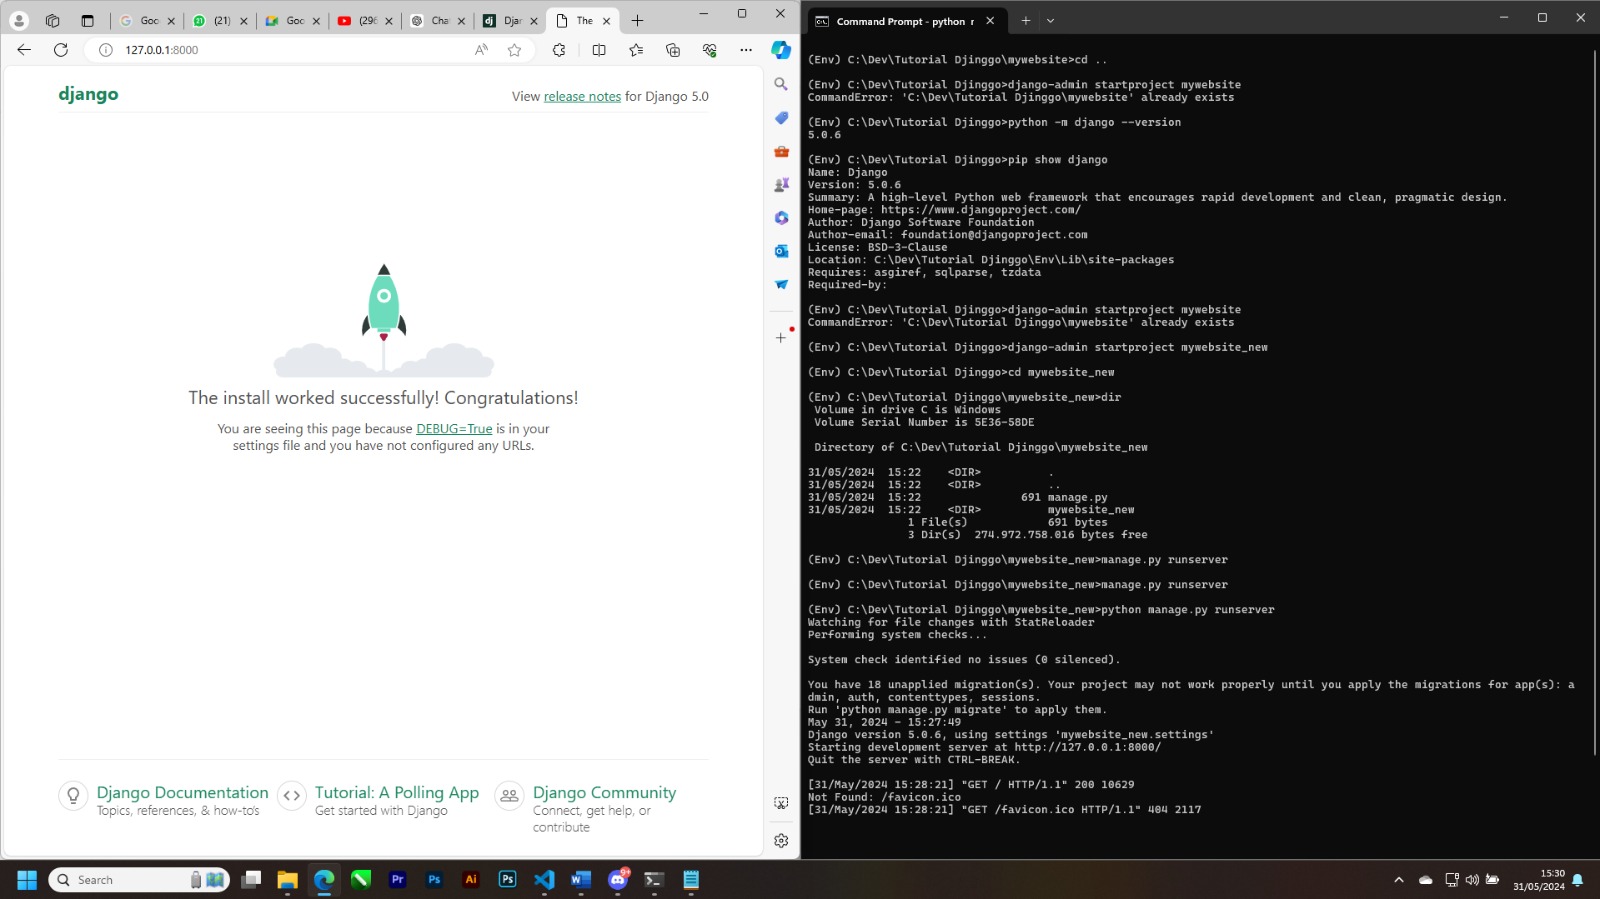 Goo
(21)
Goo
(296
Cha
Djar
The
127.0.0.1:8000
django
View release notes for Django 5.0
The install worked successfully! Congratulations!
You are seeing this page because DEBUG=True is in your
settings file and you have not configured any URLs.
Django Documentation
Topics, references, & how-to's
Tutorial: A Polling App
Get started with Django
Django Community
Connect, get help, or
contribute
Command Prompt - python r
(Env) C:\Dev\Tutorial Djinggo\mywebsite>cd ..
(Env) C:\Dev\Tutorial Djinggo>django-admin startproject mywebsite
CommandError: 'C:\Dev\Tutorial Djinggo\mywebsite' already exists
(Env) C:\Dev\Tutorial Djinggo>python -m django --version
5.0.6
(Env) C:\Dev\Tutorial Djinggo>pip show django
Name: Django
Version: 5.0.6
Summary: A high-level Python web framework that encourages rapid development and clean, pragmatic design.
Home-page: https://www.djangoproject.com/
Author: Django Software Foundation
Author-email: foundation@djangoproject.com
License: BSD-3-Clause
Location: C:\Dev\Tutorial Djinggo\Env\Lib\site-packages
Requires: asgiref, sqlparse, tzdata
Required-by:
(Env) C:\Dev\Tutorial Djinggo>django-admin startproject mywebsite
CommandError: 'C:\Dev\Tutorial Djinggo\mywebsite' already exists
(Env) C:\Dev\Tutorial Djinggo>django-admin startproject mywebsite_new
(Env) C:\Dev\Tutorial Djinggo>cd mywebsite_new
(Env) C:\Dev\Tutorial Djinggo\mywebsite_new>dir
Volume in drive C is Windows
Volume Serial Number is 5E36-58DE
Directory of C:\Dev\Tutorial Djinggo\mywebsite_new
31/05/2024  15:22    <DIR>          .
31/05/2024  15:22    <DIR>          ..
31/05/2024  15:22               691 manage.py
31/05/2024  15:22    <DIR>          mywebsite_new
1 File(s)            691 bytes
3 Dir(s)  274.972.758.016 bytes free
(Env) C:\Dev\Tutorial Djinggo\mywebsite_new>manage.py runserver
(Env) C:\Dev\Tutorial Djinggo\mywebsite_new>manage.py runserver
(Env) C:\Dev\Tutorial Djinggo\mywebsite_new>python manage.py runserver
Watching for file changes with StatReloader
Performing system checks...
System check identified no issues (0 silenced).
You have 18 unapplied migration(s). Your project may not work properly until you apply the migrations for app(s): a
dmin, auth, contenttypes, sessions.
Run 'python manage.py migrate' to apply them.
May 31, 2024 - 15:27:49
Django version 5.0.6, using settings 'mywebsite_new.settings'
Starting development server at http://127.0.0.1:8000/
Quit the server with CTRL-BREAK.
[31/May/2024 15:28:21] "GET / HTTP/1.1" 200 10629
Not Found: /favicon.ico
[31/May/2024 15:28:21] "GET /favicon.ico HTTP/1.1" 404 2117
Search
Pr
Ps
Ai
Ps
9+
15:30
31/05/2024